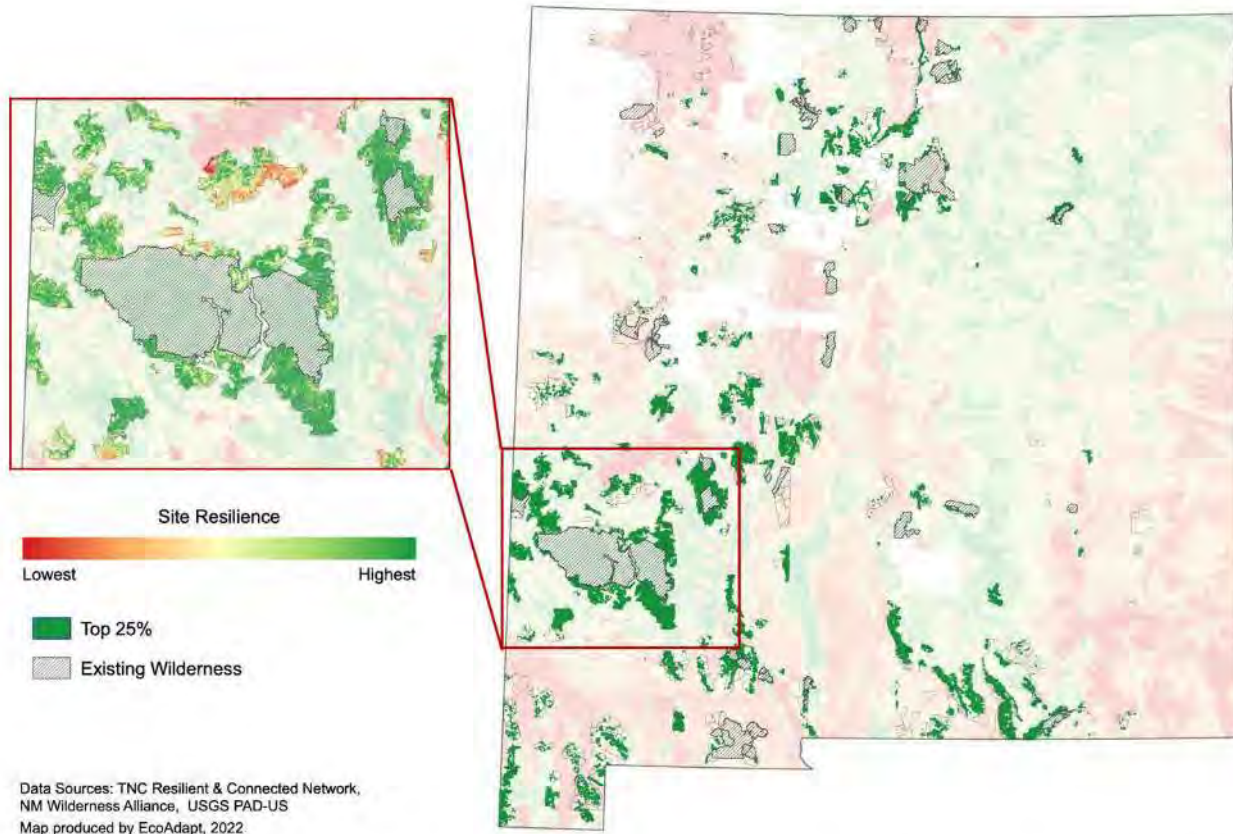 Site Resilience
Lowest Highest
Top 25%
Existing Wilderness
Data Sources: TNC Resilient & Connected Network,
NM Wilderness Alliance, USGS PAD-US
Map produced by EcoAdapt, 2022